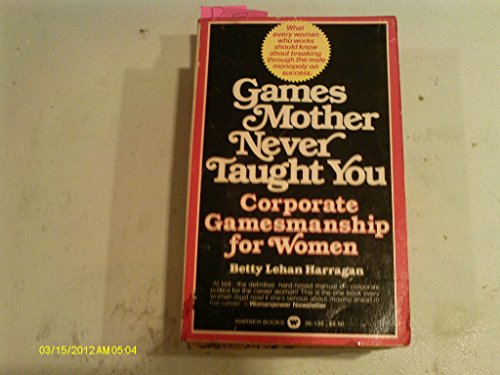 What
every woman
who works
should know
about breaking
through the male
monopoly on
success.
Games
Mother
Never
Taught You
Corporate
Gamesmanship
for Women
Betty Lehan Harragan
At last - the definitive, hard-nosed manual on corporate
politics for the career woman! This is the one book every
woman must read if she's serious about moving ahead in
her career. – Womanpower Newsletter
WARNER BOOKS
$3.50
03/15/2012 AM 05:04